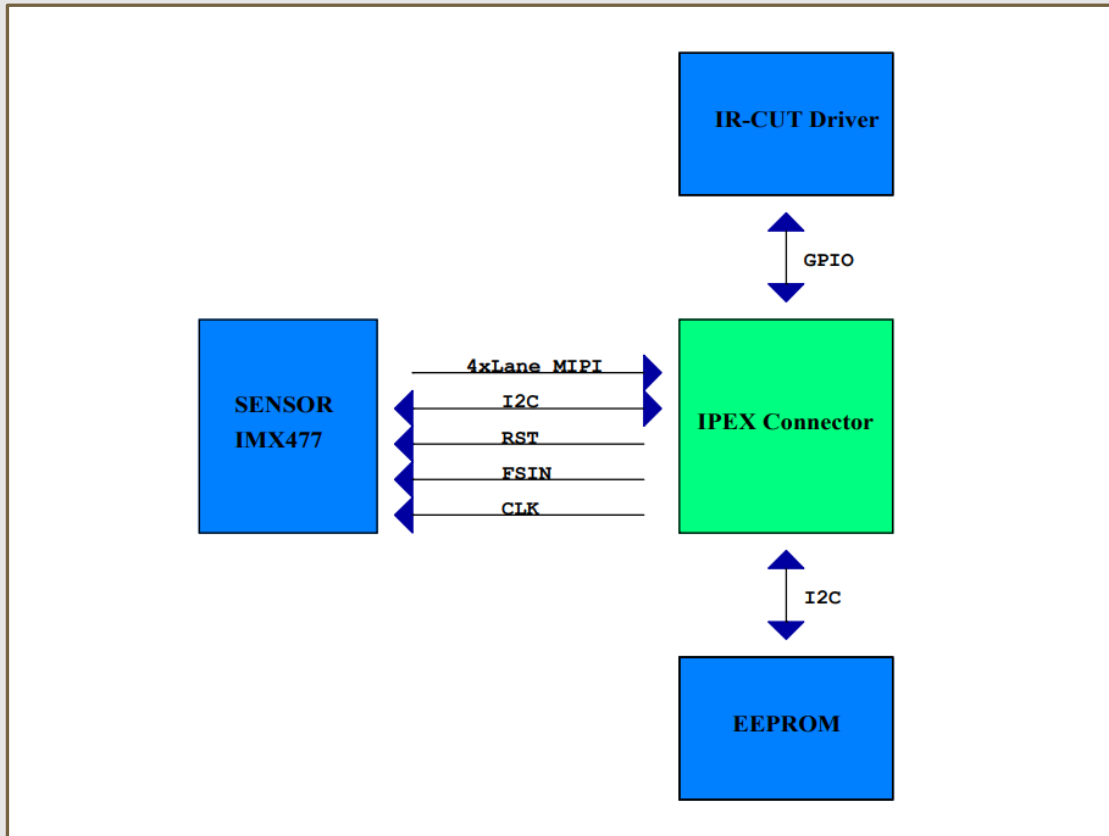 IR-CUT Driver
GPIO
SENSOR
IMX477
4xLane MIPI
I2C
RST
FSIN
CLK
IPEX Connector
I2C
EEPROM